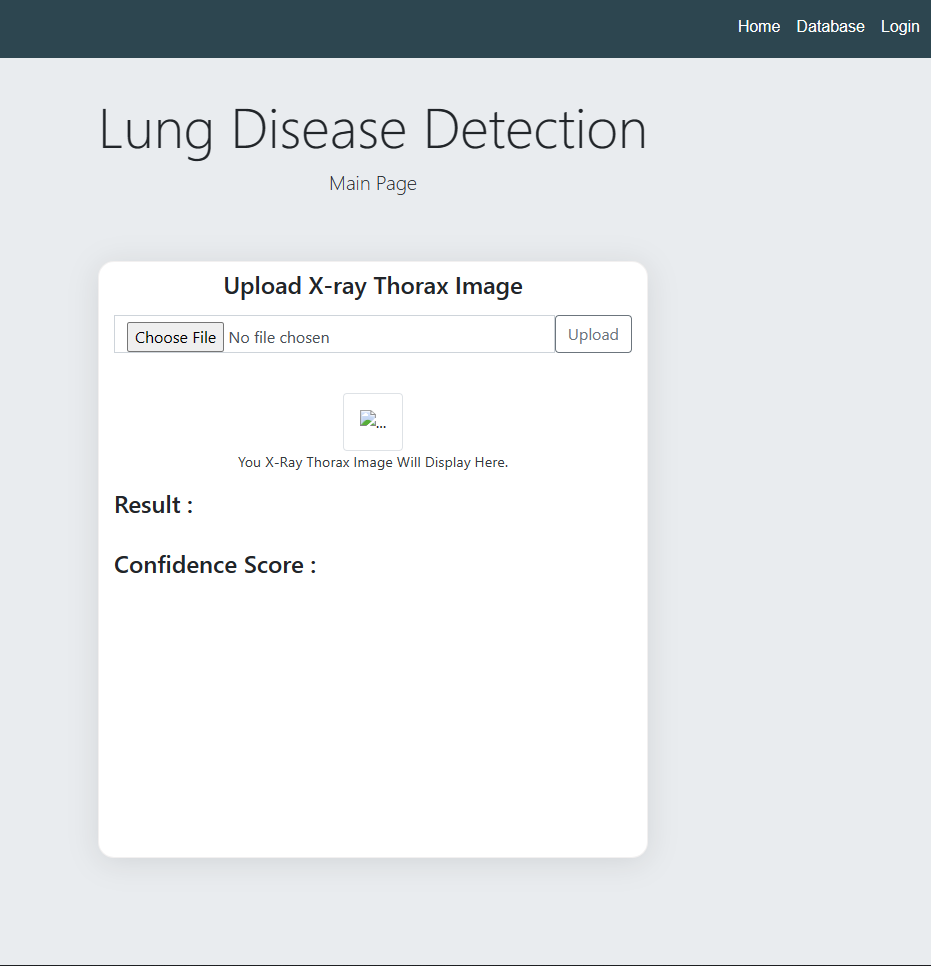 Home Database Login
Lung Disease Detection
Main Page
Upload X-ray Thorax Image
Choose File No file chosen Upload
...
You X-Ray Thorax Image Will Display Here.
Result :
Confidence Score :